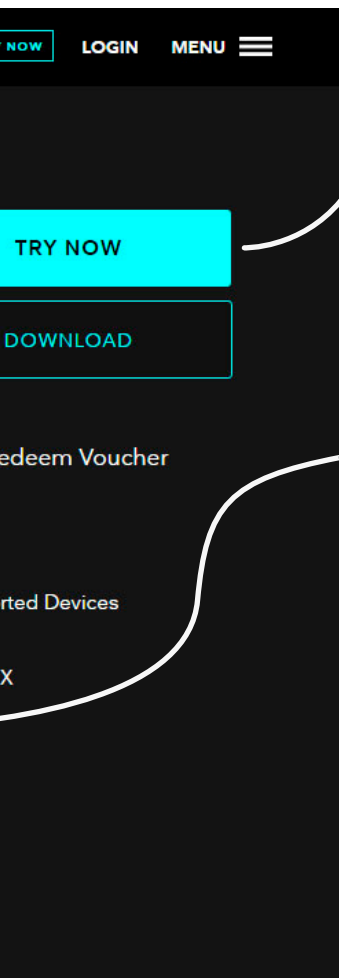 NOW LOGIN MENU
TRY NOW
DOWNLOAD
edeem Voucher
rted Devices
X